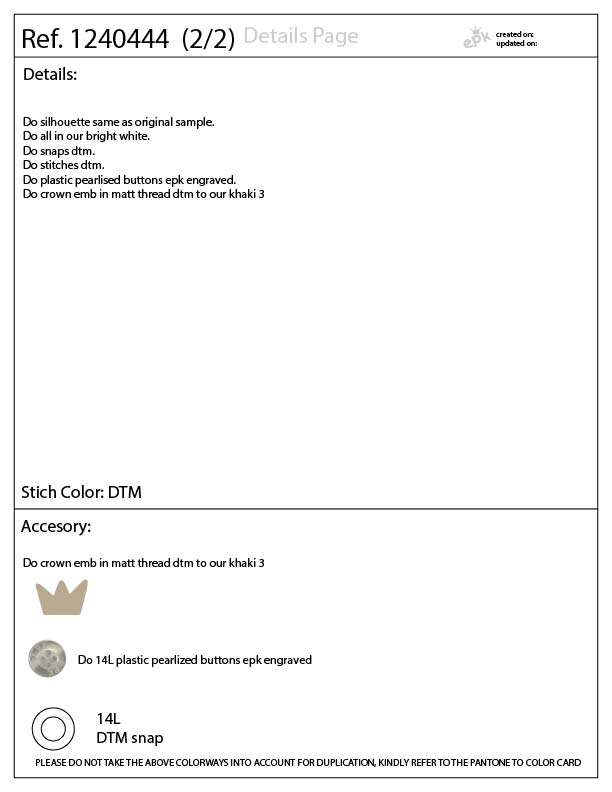 Ref. 1240444 (2/2) Details Page
epk
created on:
updated on:
Details:
Do silhouette same as original sample.
Do all in our bright white.
Do snaps dtm.
Do stitches dtm.
Do plastic pearlised buttons epk engraved.
Do crown emb in matt thread dtm to our khaki 3
Stich Color: DTM
Accesory:
Do crown emb in matt thread dtm to our khaki 3
Do 14L plastic pearlized buttons epk engraved
14L
DTM snap
PLEASE DO NOT TAKE THE ABOVE COLORWAYS INTO ACCOUNT FOR DUPLICATION, KINDLY REFER TO THE PANTONE TO COLOR CARD